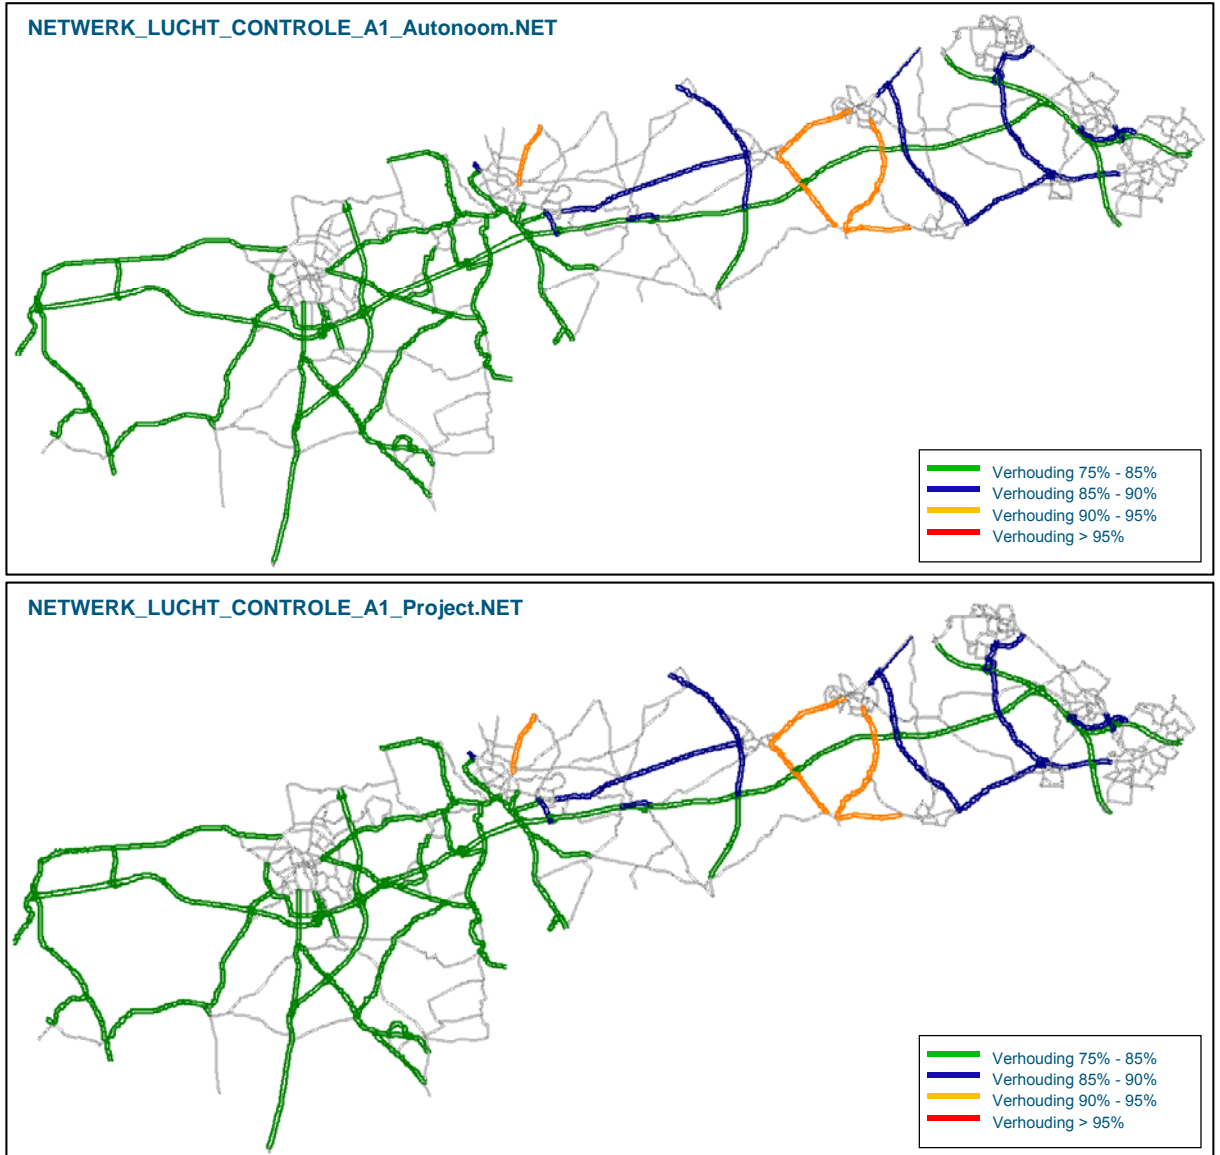 NETWERK_LUCHT_CONTROLE_A1_Autonoom.NET
Verhouding 75% - 85%
Verhouding 85% - 90%
Verhouding 90% - 95%
Verhouding > 95%
NETWERK_LUCHT_CONTROLE_A1_Project.NET
Verhouding 75% - 85%
Verhouding 85% - 90%
Verhouding 90% - 95%
Verhouding > 95%